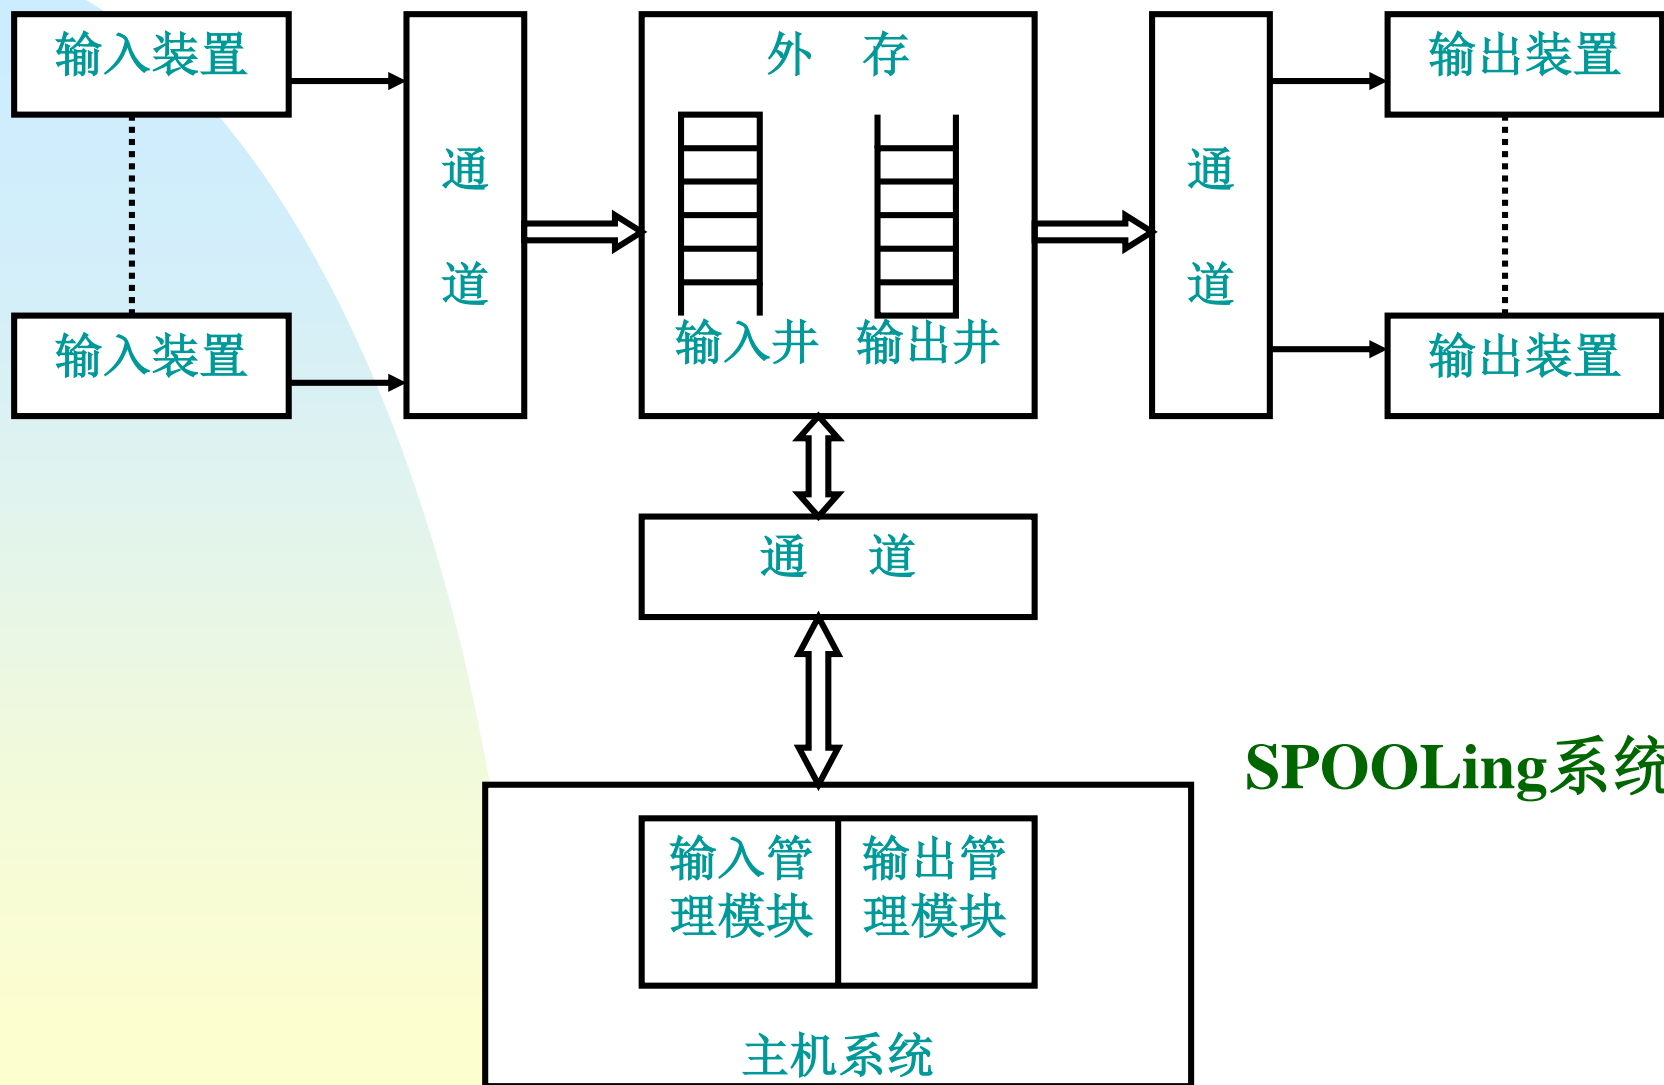 输入装置
外 存
输出装置
通
道
通
道
输入井
输出井
输入装置
输出装置
通 道
SPOOLing系统
输入管
理模块
输出管
理模块
主机系统